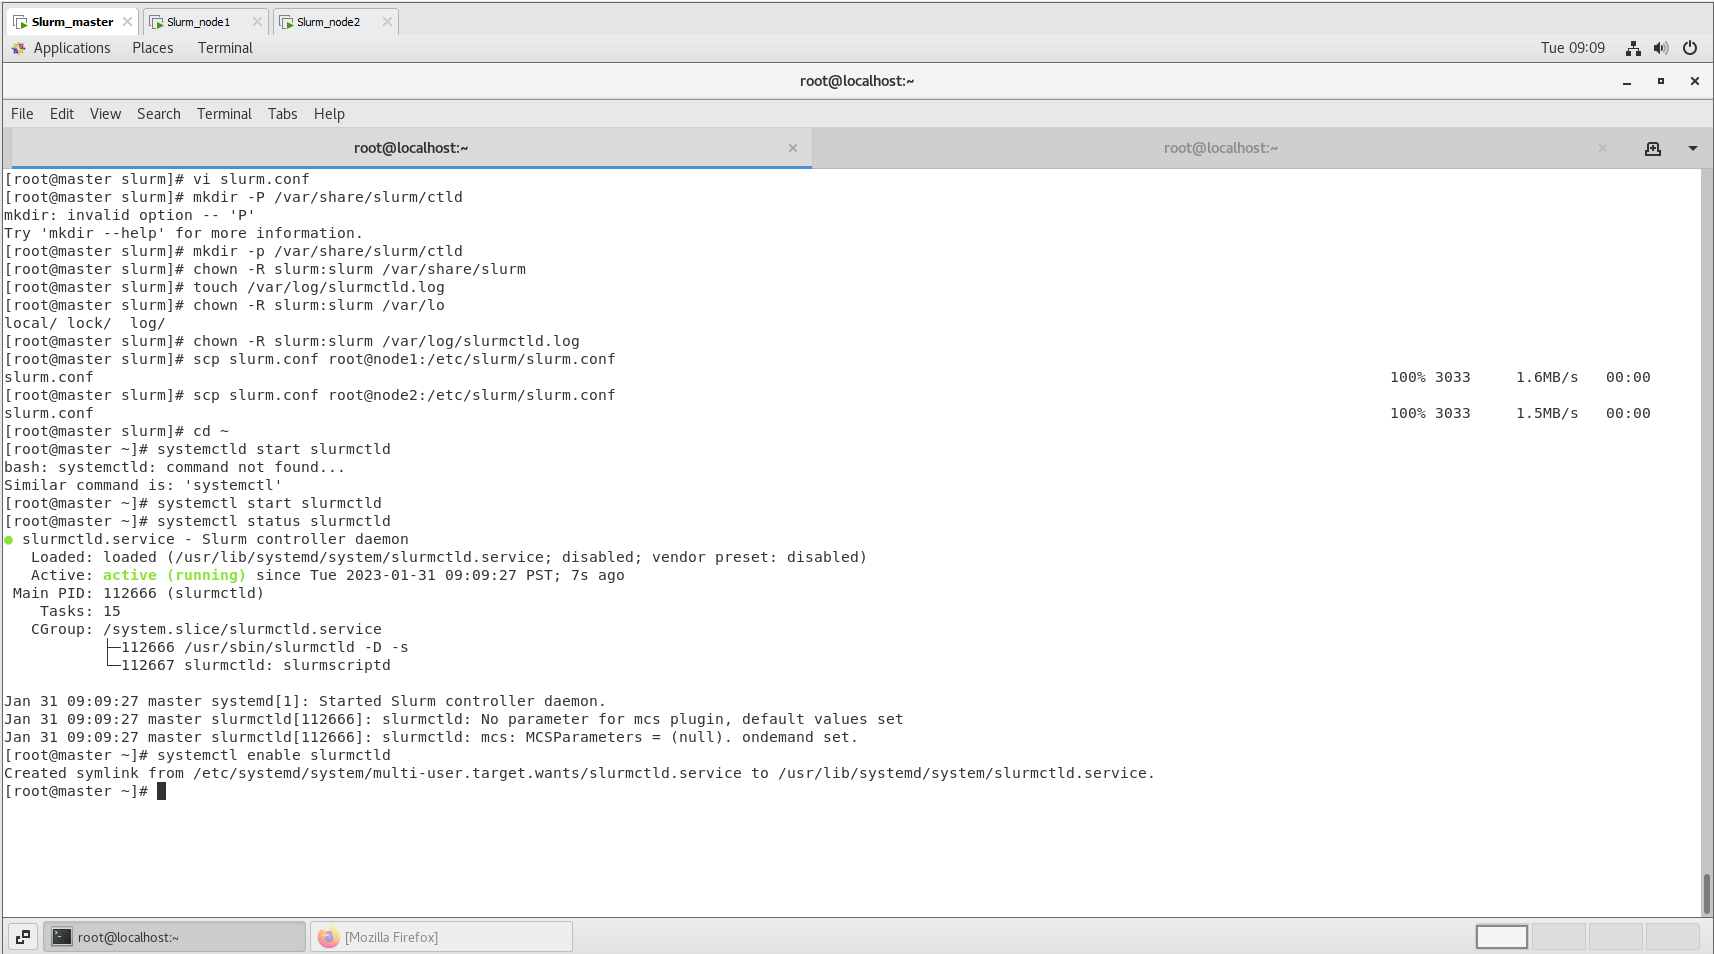 Slurm_master Slurm_node1 Slurm_node2
Applications Places Terminal Tue 09:09
root@localhost:~
File Edit View Search Terminal Tabs Help
root@localhost:~ root@localhost:~
[root@master slurm]# vi slurm.conf
[root@master slurm]# mkdir -P /var/share/slurm/ctld
mkdir: invalid option -- 'P'
Try 'mkdir --help' for more information.
[root@master slurm]# mkdir -p /var/share/slurm/ctld
[root@master slurm]# chown -R slurm:slurm /var/share/slurm
[root@master slurm]# touch /var/log/slurmctld.log
[root@master slurm]# chown -R slurm:slurm /var/lo
local/ lock/  log/
[root@master slurm]# chown -R slurm:slurm /var/log/slurmctld.log
[root@master slurm]# scp slurm.conf root@node1:/etc/slurm/slurm.conf
slurm.conf 100% 3033 1.6MB/s 00:00
[root@master slurm]# scp slurm.conf root@node2:/etc/slurm/slurm.conf
slurm.conf 100% 3033 1.5MB/s 00:00
[root@master slurm]# cd ~
[root@master ~]# systemctld start slurmctld
bash: systemctld: command not found...
Similar command is: 'systemctl'
[root@master ~]# systemctl start slurmctld
[root@master ~]# systemctl status slurmctld
● slurmctld.service - Slurm controller daemon
Loaded: loaded (/usr/lib/systemd/system/slurmctld.service; disabled; vendor preset: disabled)
Active: active (running) since Tue 2023-01-31 09:09:27 PST; 7s ago
Main PID: 112666 (slurmctld)
Tasks: 15
CGroup: /system.slice/slurmctld.service
├─112666 /usr/sbin/slurmctld -D -s
└─112667 slurmctld: slurmscriptd
Jan 31 09:09:27 master systemd[1]: Started Slurm controller daemon.
Jan 31 09:09:27 master slurmctld[112666]: slurmctld: No parameter for mcs plugin, default values set
Jan 31 09:09:27 master slurmctld[112666]: slurmctld: mcs: MCSParameters = (null). ondemand set.
[root@master ~]# systemctl enable slurmctld
Created symlink from /etc/systemd/system/multi-user.target.wants/slurmctld.service to /usr/lib/systemd/system/slurmctld.service.
[root@master ~]#
root@localhost:~ [Mozilla Firefox]